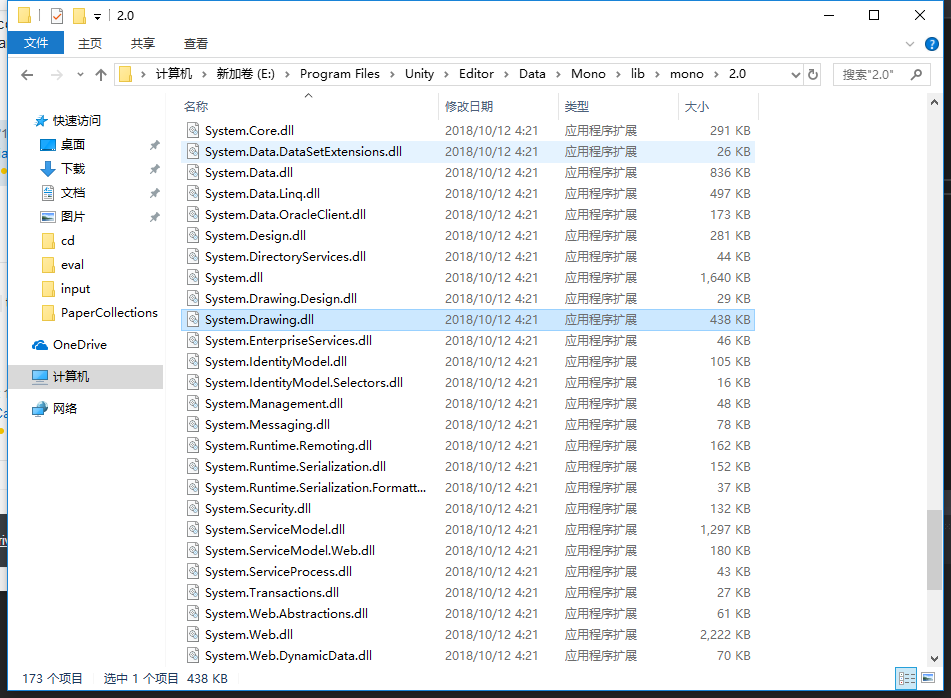 2.0
文件 主页 共享 查看
计算机 新加卷 (E:) Program Files Unity Editor Data Mono lib mono 2.0 搜索"2.0"
名称 修改日期 类型 大小
快速访问
桌面
下载
文档
图片
cd
eval
input
PaperCollections
OneDrive
计算机
网络
System.Core.dll 2018/10/12 4:21 应用程序扩展 291 KB
System.Data.DataSetExtensions.dll 2018/10/12 4:21 应用程序扩展 26 KB
System.Data.dll 2018/10/12 4:21 应用程序扩展 836 KB
System.Data.Linq.dll 2018/10/12 4:21 应用程序扩展 497 KB
System.Data.OracleClient.dll 2018/10/12 4:21 应用程序扩展 173 KB
System.Design.dll 2018/10/12 4:21 应用程序扩展 281 KB
System.DirectoryServices.dll 2018/10/12 4:21 应用程序扩展 44 KB
System.dll 2018/10/12 4:21 应用程序扩展 1,640 KB
System.Drawing.Design.dll 2018/10/12 4:21 应用程序扩展 29 KB
System.Drawing.dll 2018/10/12 4:21 应用程序扩展 438 KB
System.EnterpriseServices.dll 2018/10/12 4:21 应用程序扩展 46 KB
System.IdentityModel.dll 2018/10/12 4:21 应用程序扩展 105 KB
System.IdentityModel.Selectors.dll 2018/10/12 4:21 应用程序扩展 16 KB
System.Management.dll 2018/10/12 4:21 应用程序扩展 48 KB
System.Messaging.dll 2018/10/12 4:21 应用程序扩展 78 KB
System.Runtime.Remoting.dll 2018/10/12 4:21 应用程序扩展 162 KB
System.Runtime.Serialization.dll 2018/10/12 4:21 应用程序扩展 152 KB
System.Runtime.Serialization.Formatt... 2018/10/12 4:21 应用程序扩展 37 KB
System.Security.dll 2018/10/12 4:21 应用程序扩展 132 KB
System.ServiceModel.dll 2018/10/12 4:21 应用程序扩展 1,297 KB
System.ServiceModel.Web.dll 2018/10/12 4:21 应用程序扩展 180 KB
System.ServiceProcess.dll 2018/10/12 4:21 应用程序扩展 43 KB
System.Transactions.dll 2018/10/12 4:21 应用程序扩展 27 KB
System.Web.Abstractions.dll 2018/10/12 4:21 应用程序扩展 61 KB
System.Web.dll 2018/10/12 4:21 应用程序扩展 2,222 KB
System.Web.DynamicData.dll 2018/10/12 4:21 应用程序扩展 70 KB
173 个项目 选中 1 个项目 438 KB